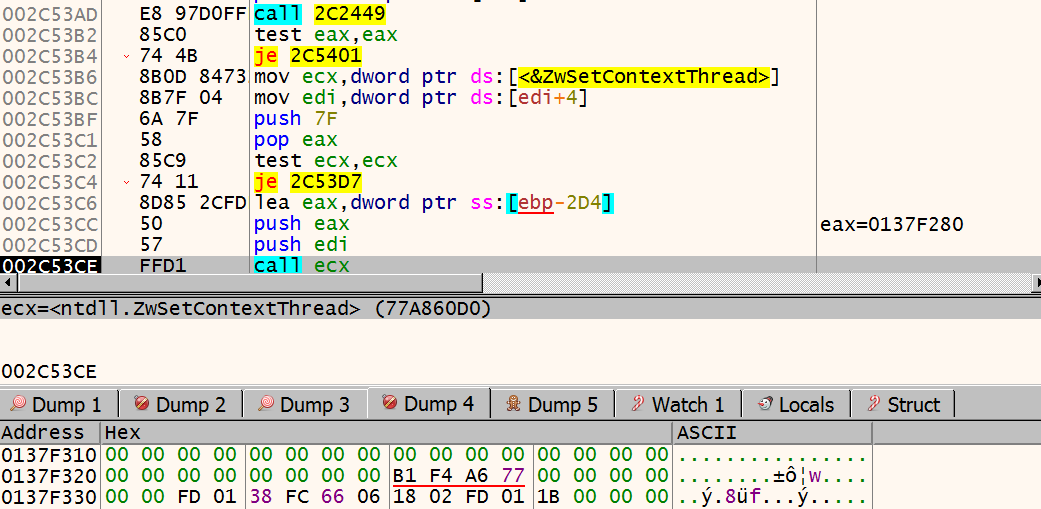 002C53AD E8 97D0FF call 2C2449
002C53B2 85C0 test eax,eax
002C53B4 74 4B je 2C5401
002C53B6 8B0D 8473 mov ecx,dword ptr ds:[<&ZwSetContextThread>]
002C53BC 8B7F 04 mov edi,dword ptr ds:[edi+4]
002C53BF 6A 7F push 7F
002C53C1 58 pop eax
002C53C2 85C9 test ecx,ecx
002C53C4 74 11 je 2C53D7
002C53C6 8D85 2CFD lea eax,dword ptr ss:[ebp-2D4]
002C53CC 50 push eax eax=0137F280
002C53CD 57 push edi
002C53CE FFD1 call ecx
ecx=<ntdll.ZwSetContextThread> (77A860D0)
002C53CE
Dump 1 Dump 2 Dump 3 Dump 4 Dump 5 Watch 1 Locals Struct
Address Hex ASCII
0137F310 00 00 00 00 00 00 00 00 00 00 00 00 00 00 00 00 ................
0137F320 00 00 00 00 00 00 00 00 B1 F4 A6 77 00 00 00 00 ........±ô¦w....
0137F330 00 00 FD 01 38 FC 66 06 18 02 FD 01 1B 00 00 00 ..ý.8üf...ý.....